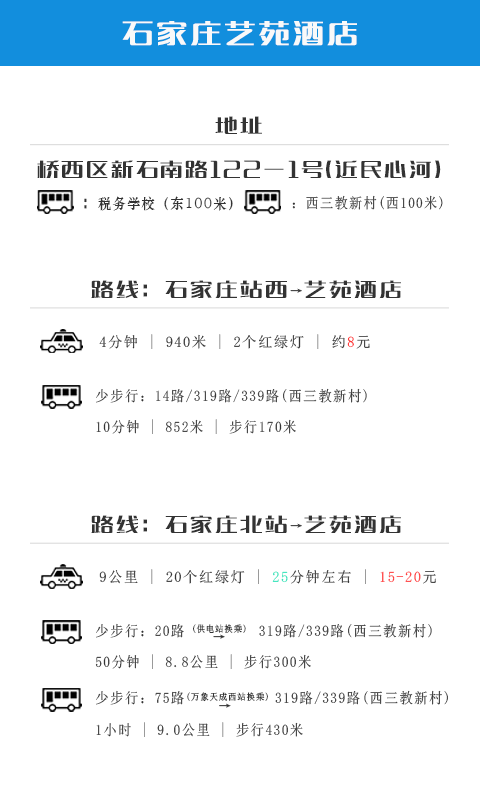 石家庄艺苑酒店
地址
桥西区新石南路122—1号(近民心河)
：税务学校（东100米） ：西三教新村(西100米)
路线：石家庄站西→艺苑酒店
4分钟 | 940米 | 2个红绿灯 | 约8元
少步行：14路/319路/339路(西三教新村)
10分钟 | 852米 | 步行170米
路线：石家庄北站→艺苑酒店
9公里 | 20个红绿灯 | 25分钟左右 | 15-20元
少步行：20路（供电站换乘）→ 319路/339路(西三教新村)
50分钟 | 8.8公里 | 步行300米
少步行：75路(万象天成西站换乘)→ 319路/339路(西三教新村)
1小时 | 9.0公里 | 步行430米